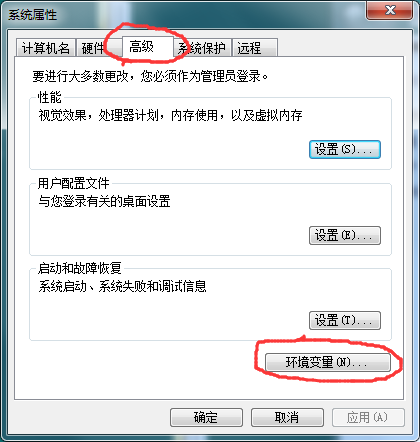 系统属性
计算机名 硬件 高级 系统保护 远程
要进行大多数更改，您必须作为管理员登录。
性能
视觉效果，处理器计划，内存使用，以及虚拟内存
设置(S)...
用户配置文件
与您登录有关的桌面设置
设置(E)...
启动和故障恢复
系统启动、系统失败和调试信息
设置(T)...
环境变量(N)...
确定 取消 应用(A)